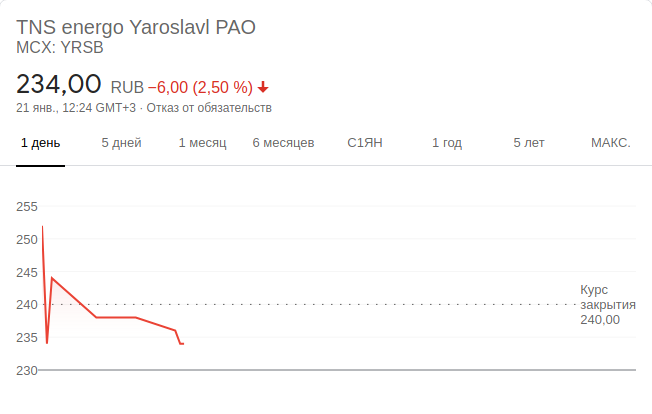 TNS energo Yaroslavl PAO
MCX: YRSB
234,00 RUB −6,00 (2,50 %)
21 янв., 12:24 GMT+3 · Отказ от обязательств
1 день 5 дней 1 месяц 6 месяцев С1ЯН 1 год 5 лет МАКС.
255
250
245
240
235
230
Курс
закрытия
240,00